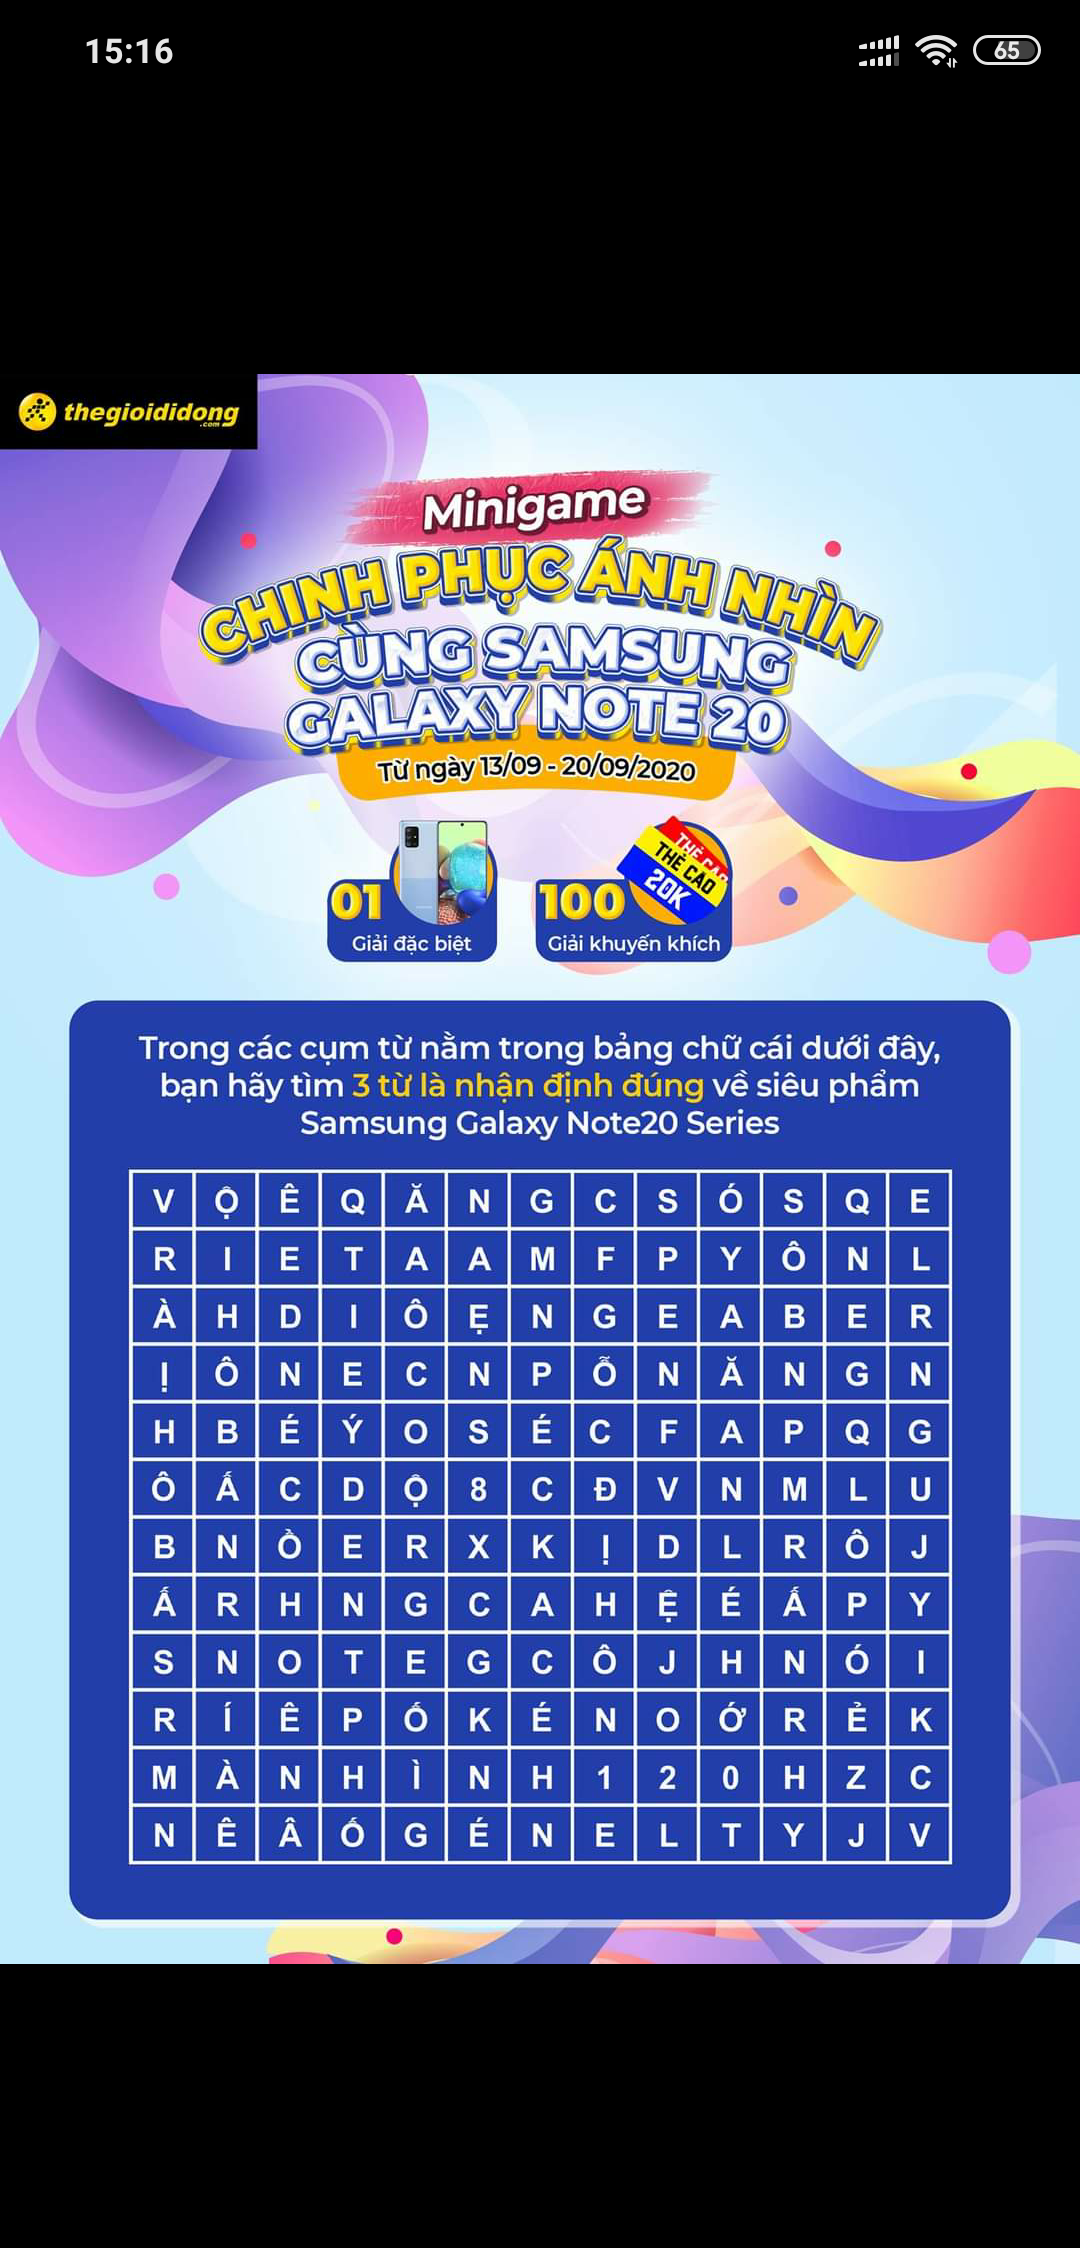 15:16
65
thegioididong
.com
Minigame
CHINH PHỤC ÁNH NHÌN
CÙNG SAMSUNG
GALAXY NOTE 20
Từ ngày 13/09 - 20/09/2020
01
Giải đặc biệt
THẺ CÀO
THẺ CÀO
20K
100
Giải khuyến khích
Trong các cụm từ nằm trong bảng chữ cái dưới đây,
bạn hãy tìm 3 từ là nhận định đúng về siêu phẩm
Samsung Galaxy Note20 Series
V Ộ Ê Q Ă N G C S Ó S Q E
R I E T A A M F P Y Ô N L
À H D I Ô Ẹ N G E A B E R
Ị Ô N E C N P Ỗ N Ă N G N
H B É Ý O S É C F A P Q G
Ô Ấ C D Ộ 8 C Đ V N M L U
B N Ồ E R X K Ị D L R Ô J
Ấ R H N G C A H Ệ É Ấ P Y
S N O T E G C Ô J H N Ó I
R Í Ê P Ố K É N O Ớ R Ẻ K
M À N H Ì N H 1 2 0 H Z C
N Ê Â Ố G É N E L T Y J V